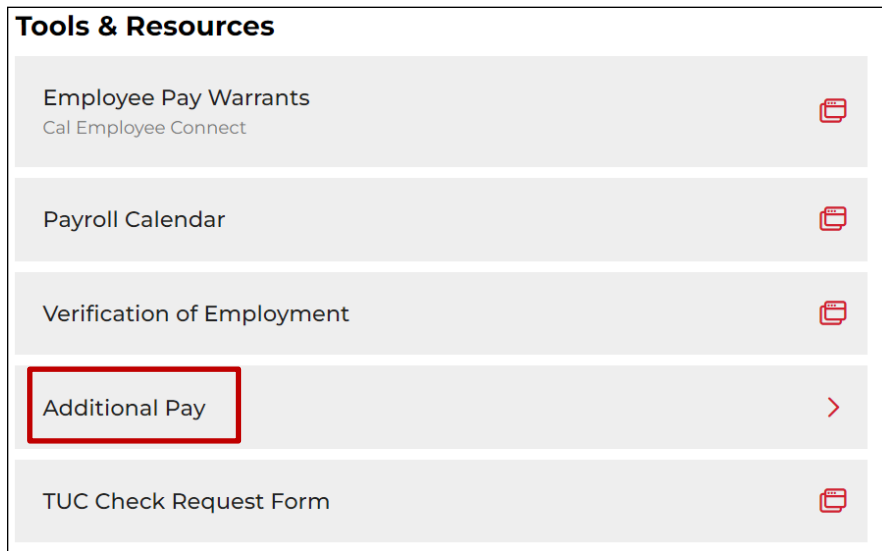 Tools & Resources
Employee Pay Warrants
Cal Employee Connect
Payroll Calendar
Verification of Employment
Additional Pay
TUC Check Request Form